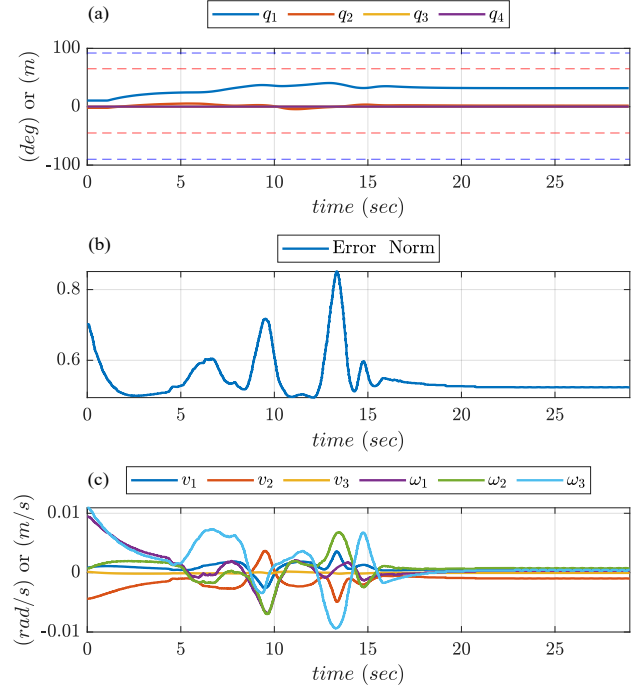 (a)
q1 q2 q3 q4
100
0
-100
(deg) or (m)
0 5 10 15 20 25
time (sec)
(b)
Error Norm
0.8
0.6
0 5 10 15 20 25
time (sec)
(c)
v1 v2 v3 ω1 ω2 ω3
0.01
0
-0.01
(rad/s) or (m/s)
0 5 10 15 20 25
time (sec)